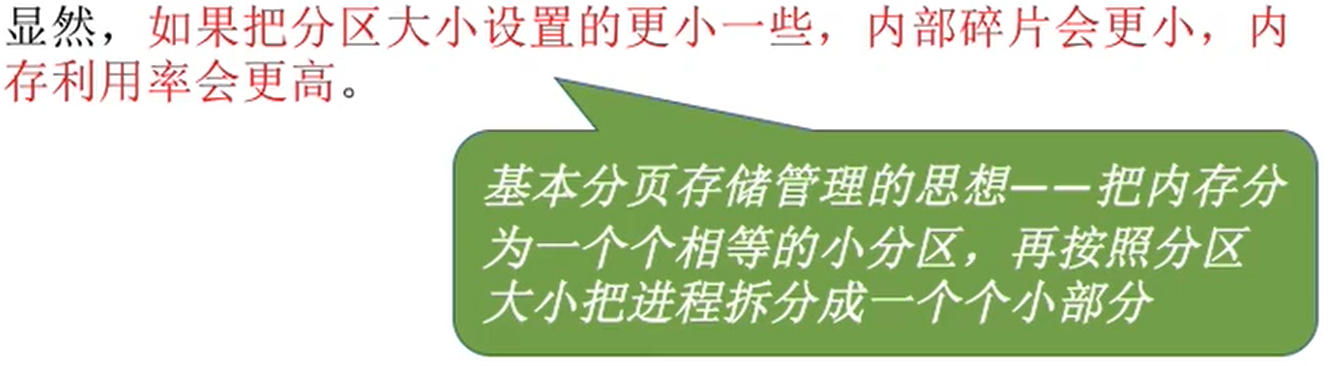 显然，如果把分区大小设置的更小一些，内部碎片会更小，内
存利用率会更高。
基本分页存储管理的思想——把内存分
为一个个相等的小分区，再按照分区
大小把进程拆分成一个个小部分